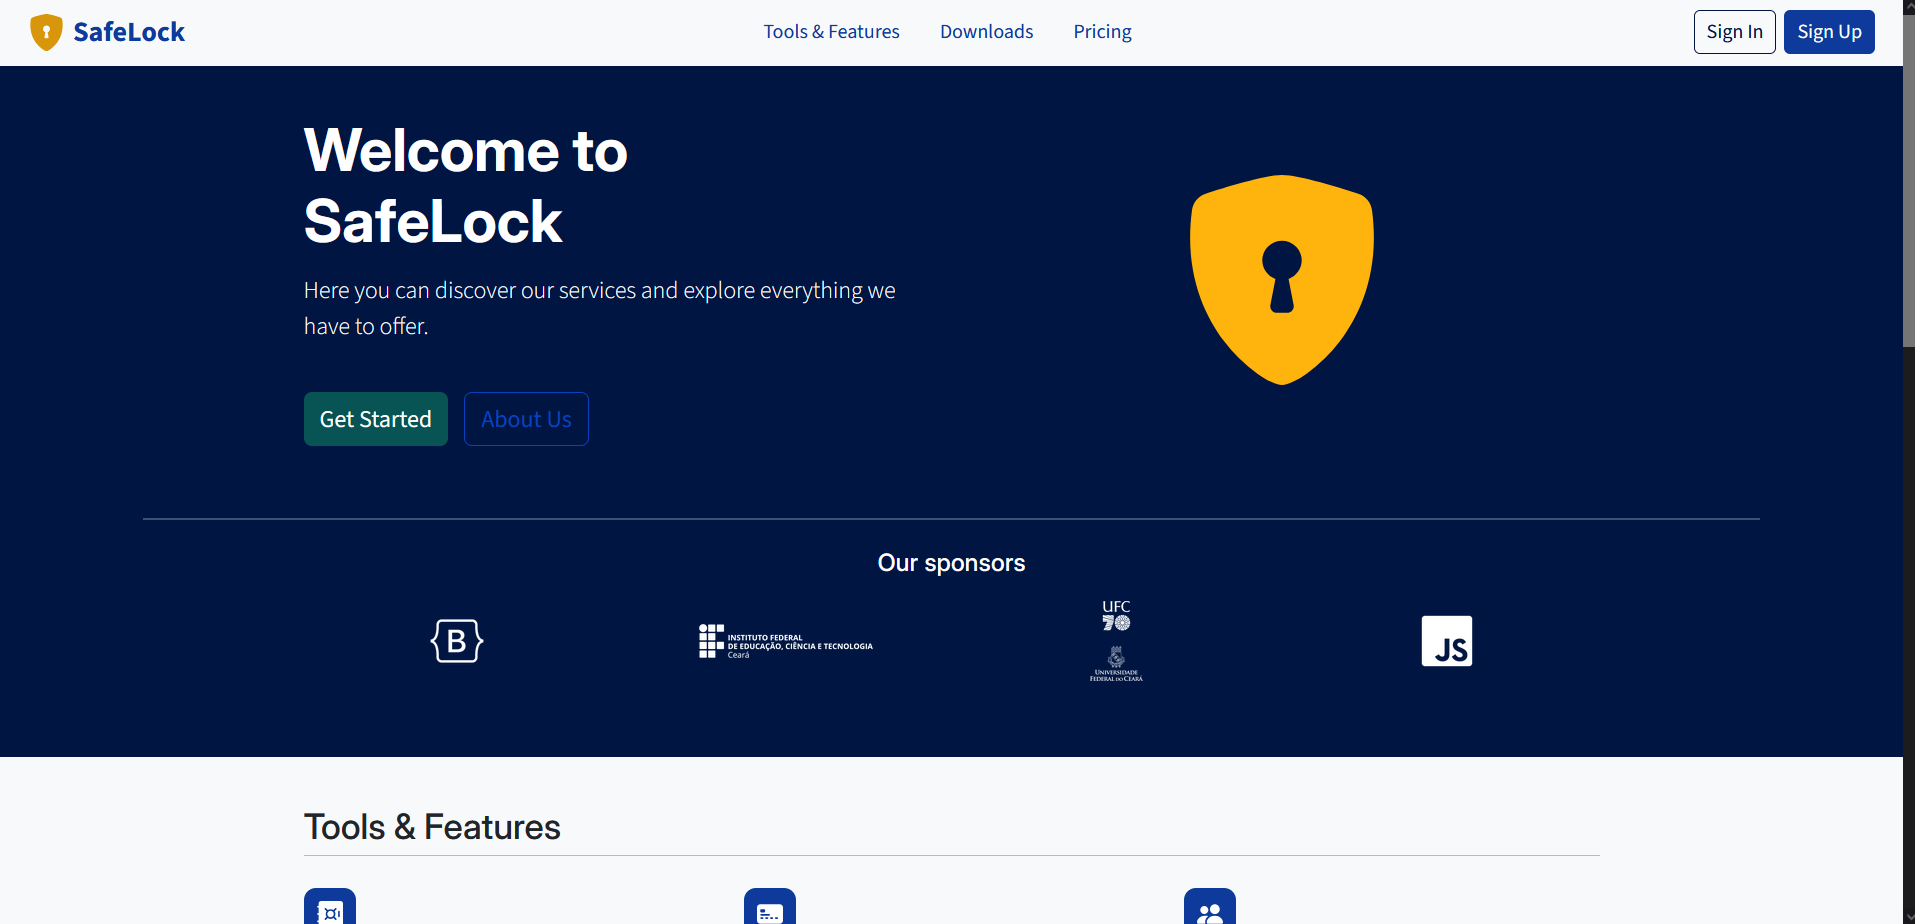 SafeLock
Tools & Features
Downloads
Pricing
Sign In
Sign Up
Welcome to
SafeLock
Here you can discover our services and explore everything we
have to offer.
Get Started
About Us
Our sponsors
B
INSTITUTO FEDERAL
DE EDUCAÇÃO, CIÊNCIA E TECNOLOGIA
Ceará
UFC
70
UNIVERSIDADE
FEDERAL DO CEARÁ
JS
Tools & Features